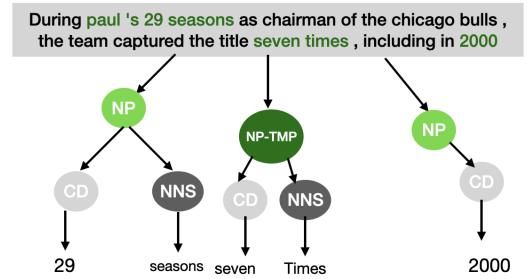 During paul 's 29 seasons as chairman of the chicago bulls ,
the team captured the title seven times , including in 2000
NP
NP-TMP
NP
CD
NNS
CD
NNS
CD
29
seasons
seven
Times
2000